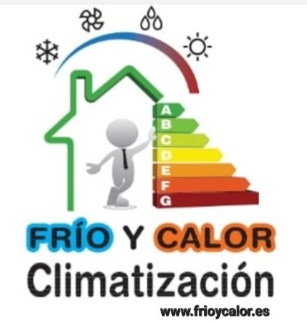 A
B
C
D
E
F
G
FRÍO Y CALOR
Climatización
www.frioycalor.es